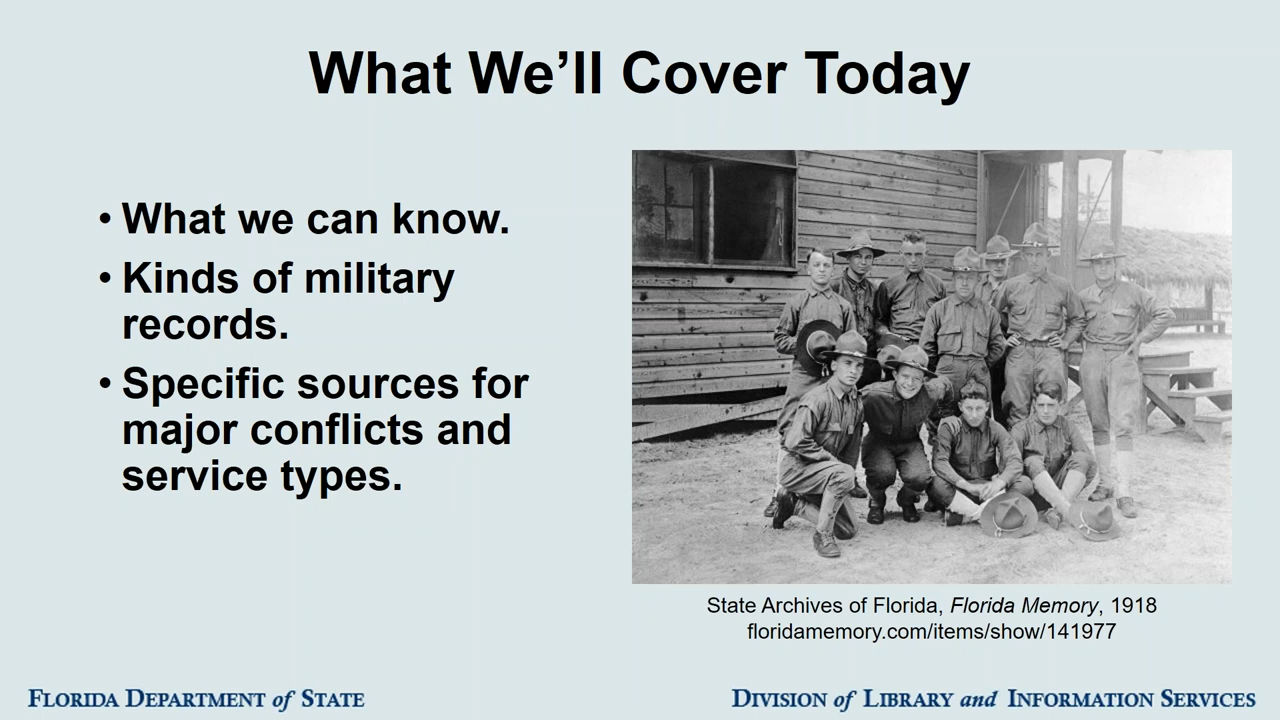 What We’ll Cover Today
• What we can know.
• Kinds of military
records.
• Specific sources for
major conflicts and
service types.
State Archives of Florida, Florida Memory, 1918
floridamemory.com/items/show/141977
FLORIDA DEPARTMENT of STATE
DIVISION of LIBRARY and INFORMATION SERVICES